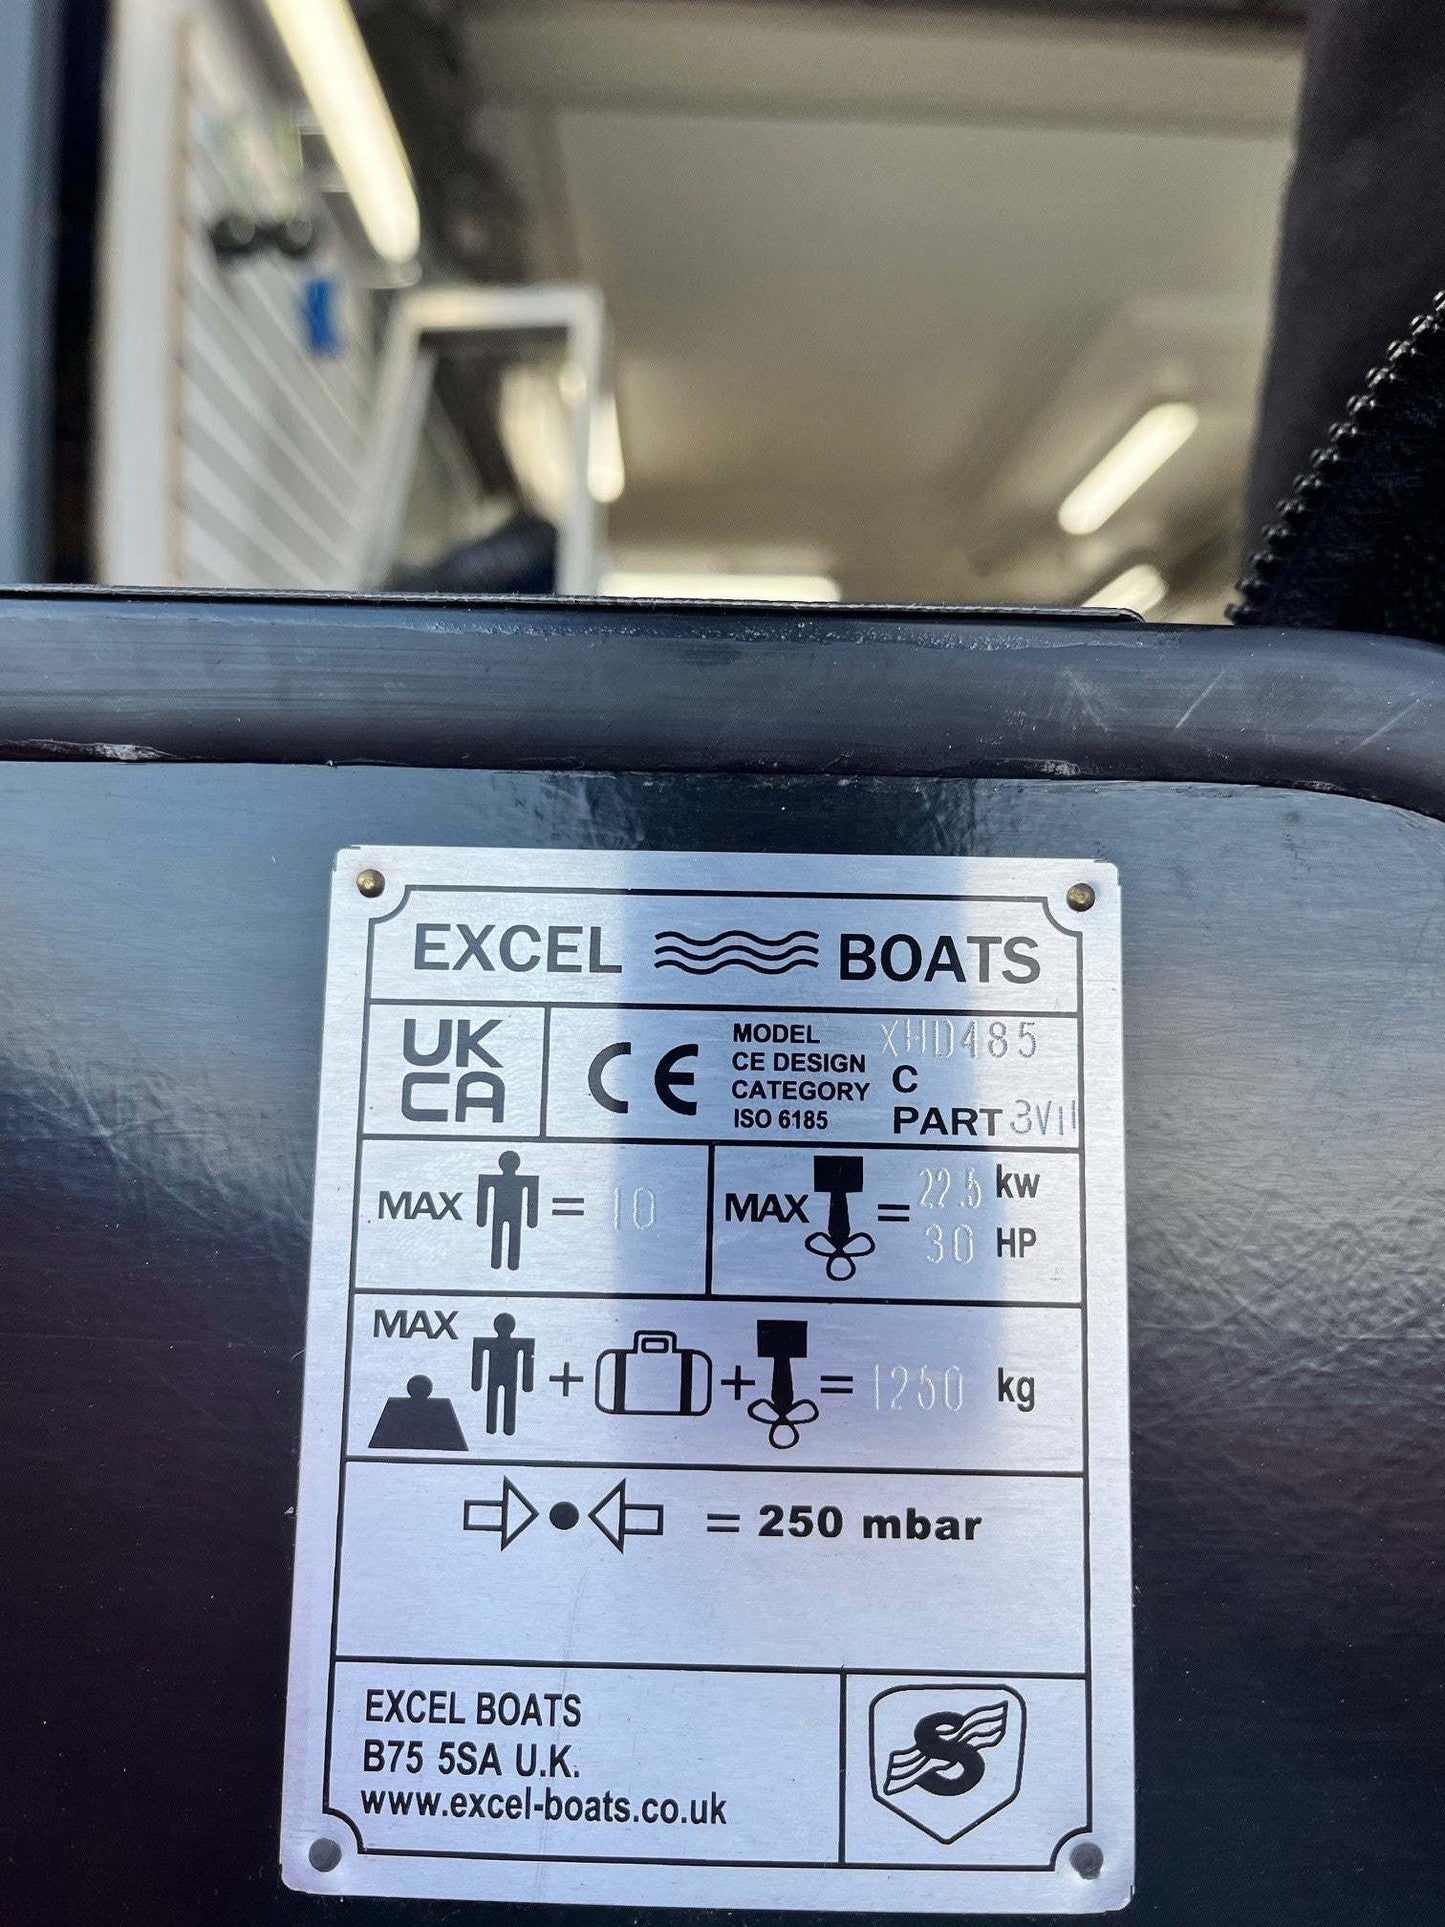 EXCEL BOATS
UK
CA
CE
MODEL XHD485
CE DESIGN
CATEGORY C
ISO 6185 PART 3Vii
MAX = 10
MAX = 22.5 kw
30 HP
MAX + + = 1250 kg
= 250 mbar
EXCEL BOATS
B75 5SA U.K.
www.excel-boats.co.uk
S